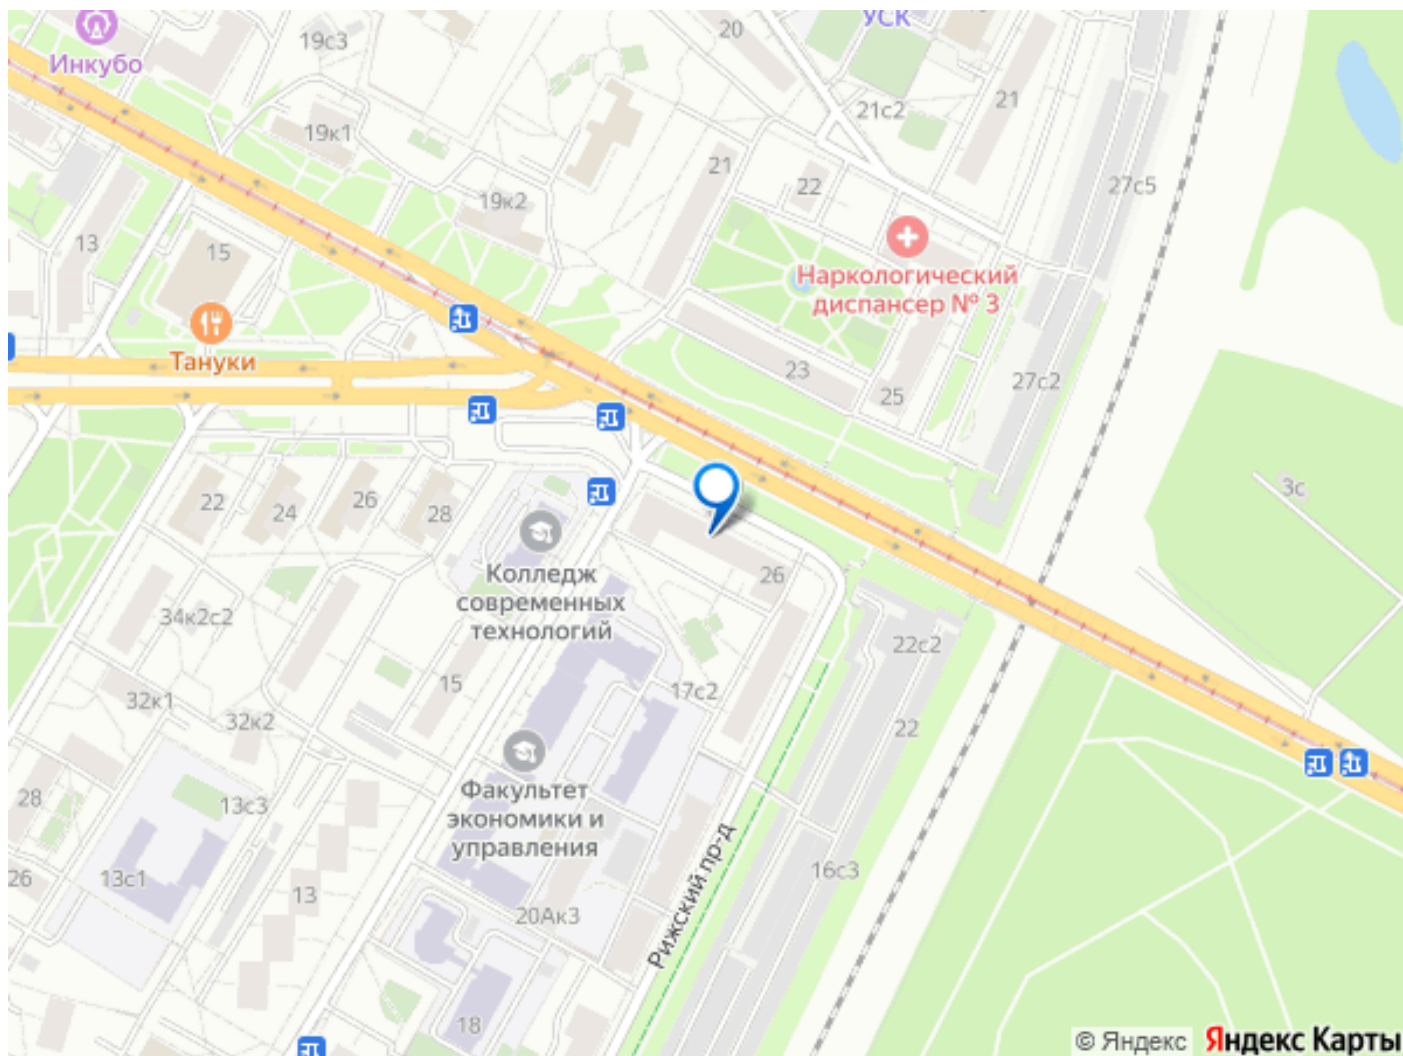 УСК
20
19с3
Инкубо
21
21с2
19к1
21
22
27с5
19к2
13
15
Наркологический
диспансер № 3
Тануки
23
25
27с2
3с
22
24
26
28
Колледж
современных
технологий
26
34к2с2
22с2
15
17с2
32к1
32к2
22
Факультет
экономики и
управления
28
13с3
26
13с1
13
16с3
20Ак3
Рижский пр-д
18
© Яндекс Яндекс Карты